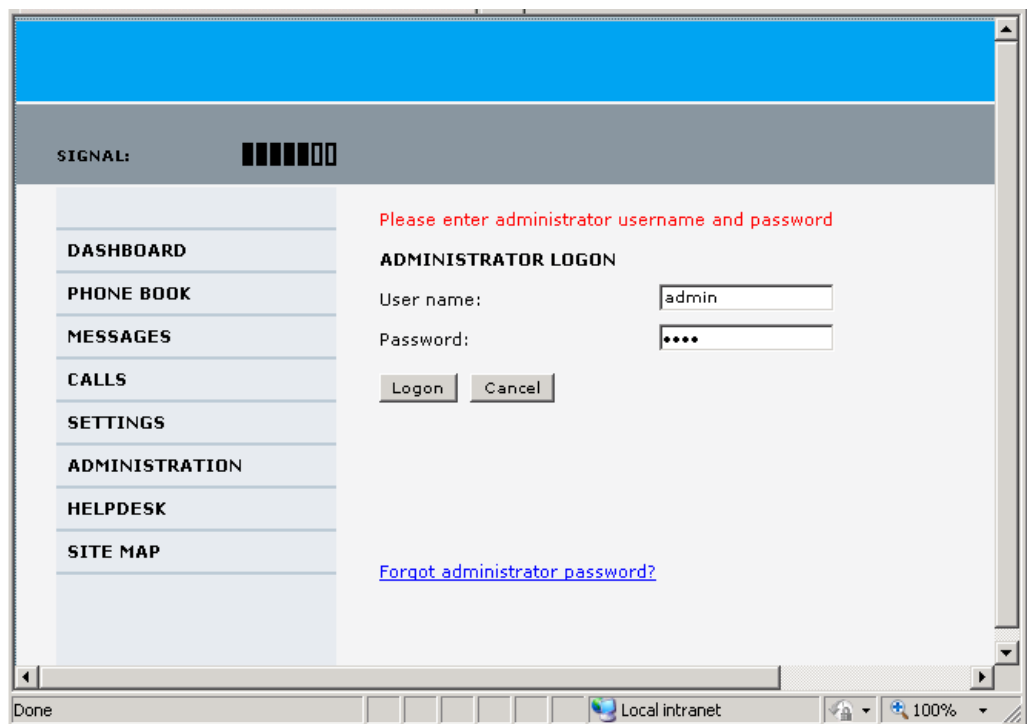 SIGNAL:
Please enter administrator username and password
DASHBOARD
ADMINISTRATOR LOGON
PHONE BOOK
User name: admin
MESSAGES
Password: ••••
CALLS
Logon Cancel
SETTINGS
ADMINISTRATION
HELPDESK
SITE MAP
Forgot administrator password?
Done Local intranet 100%